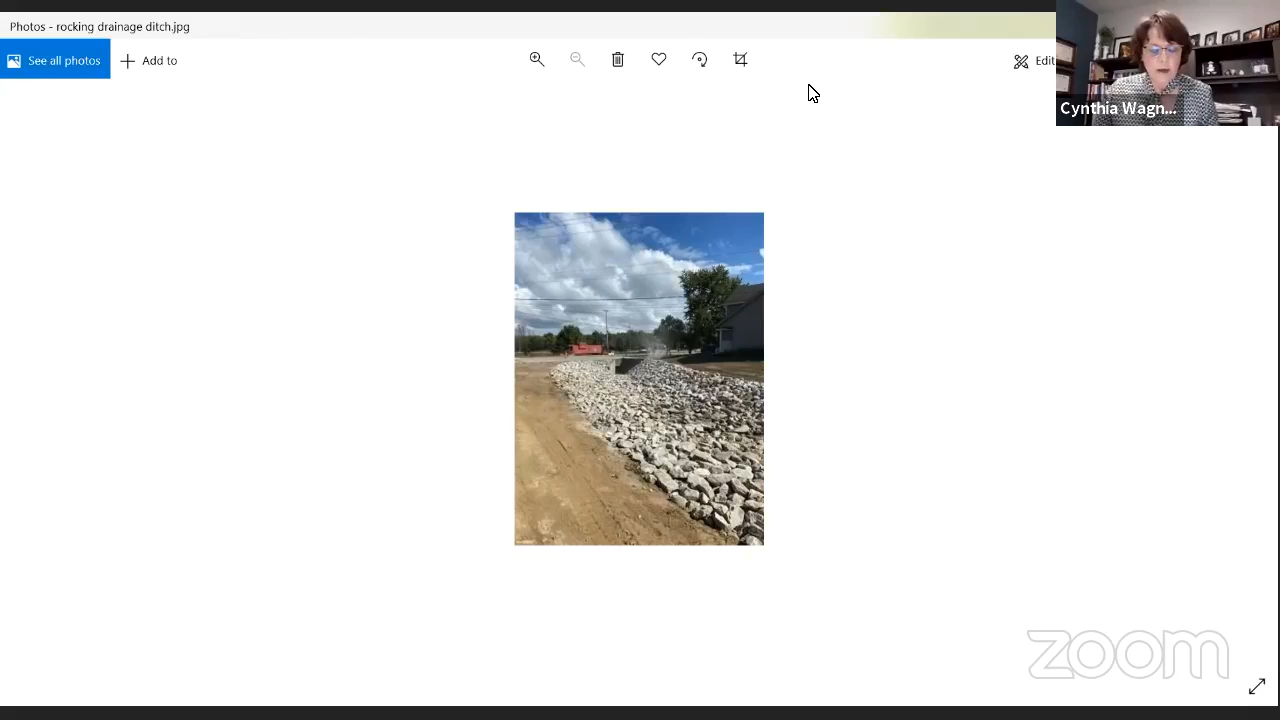 Photos - rocking drainage ditch.jpg
See all photos
Add to
Edit
Cynthia Wagn...
zoom